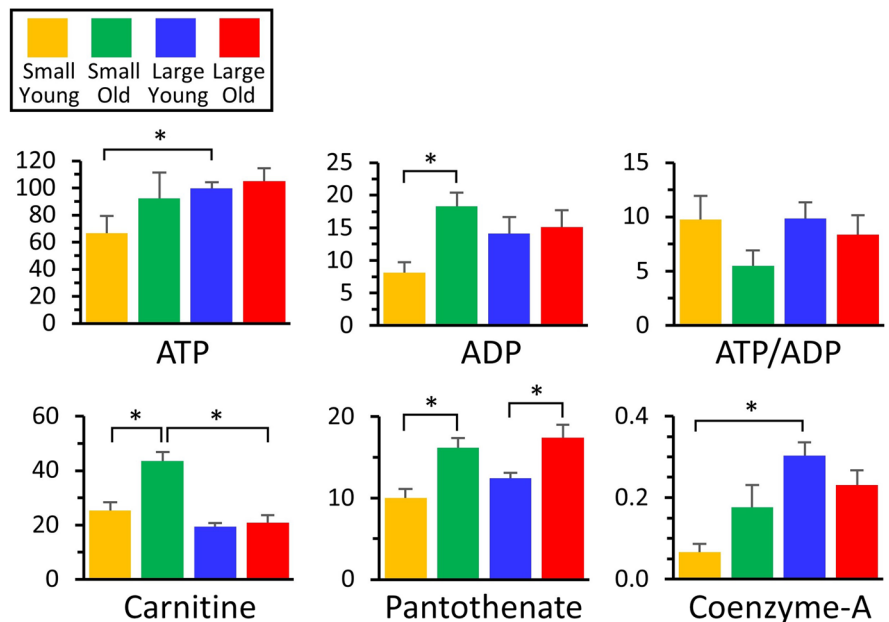 Small Small Large Large
Young Old Young Old
* * 
120 25 15
100 20
80 15 10
60
40 10 5
20 5
0 0 0
ATP ADP ATP/ADP
* * * * *
60 20 0.4
40
10 0.2
20
0 0 0.0
Carnitine Pantothenate Coenzyme-A